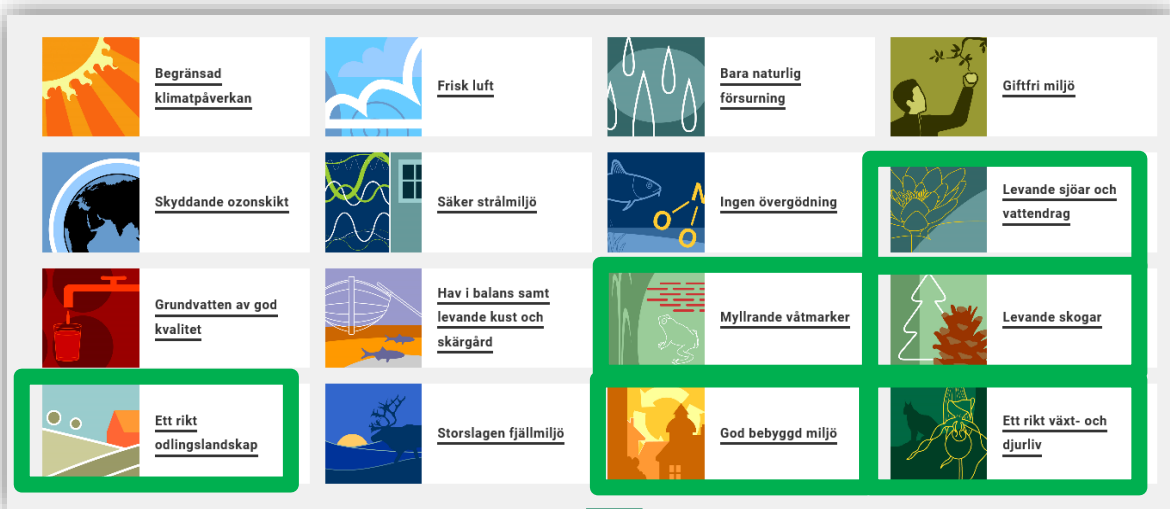 Begränsad
klimatpåverkan
Frisk luft
Bara naturlig
försurning
Giftfri miljö
Skyddande ozonskikt
Säker strålmiljö
N
O
O
Ingen övergödning
Levande sjöar och
vattendrag
Grundvatten av god
kvalitet
Hav i balans samt
levande kust och
skärgård
Myllrande våtmarker
Levande skogar
Ett rikt
odlingslandskap
Storslagen fjällmiljö
God bebyggd miljö
Ett rikt växt- och
djurliv